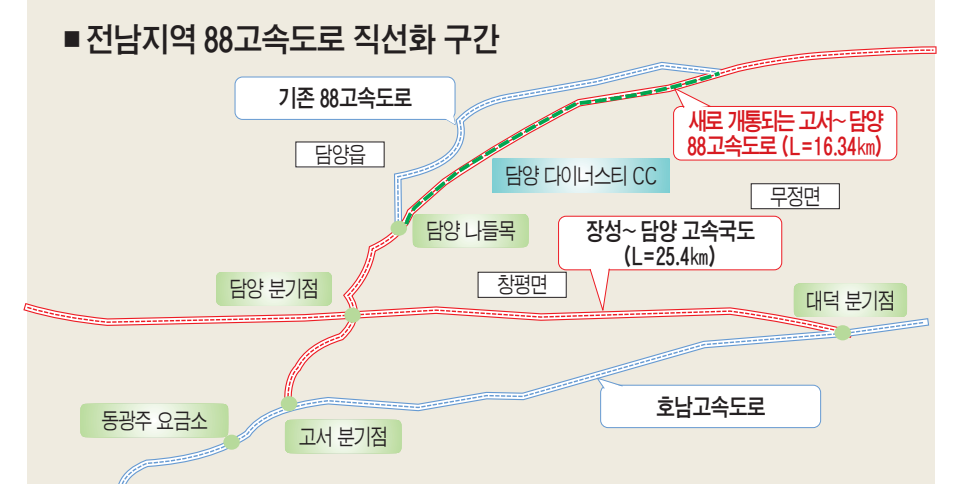 ■ 전남지역 88고속도로 직선화 구간
기존 88고속도로
새로 개통되는 고서~담양
88고속도로 (L=16.34㎞)
담양읍
담양 다이너스티 CC
무정면
담양 나들목
장성~담양 고속국도
(L=25.4㎞)
담양 분기점
창평면
대덕 분기점
호남고속도로
동광주 요금소
고서 분기점